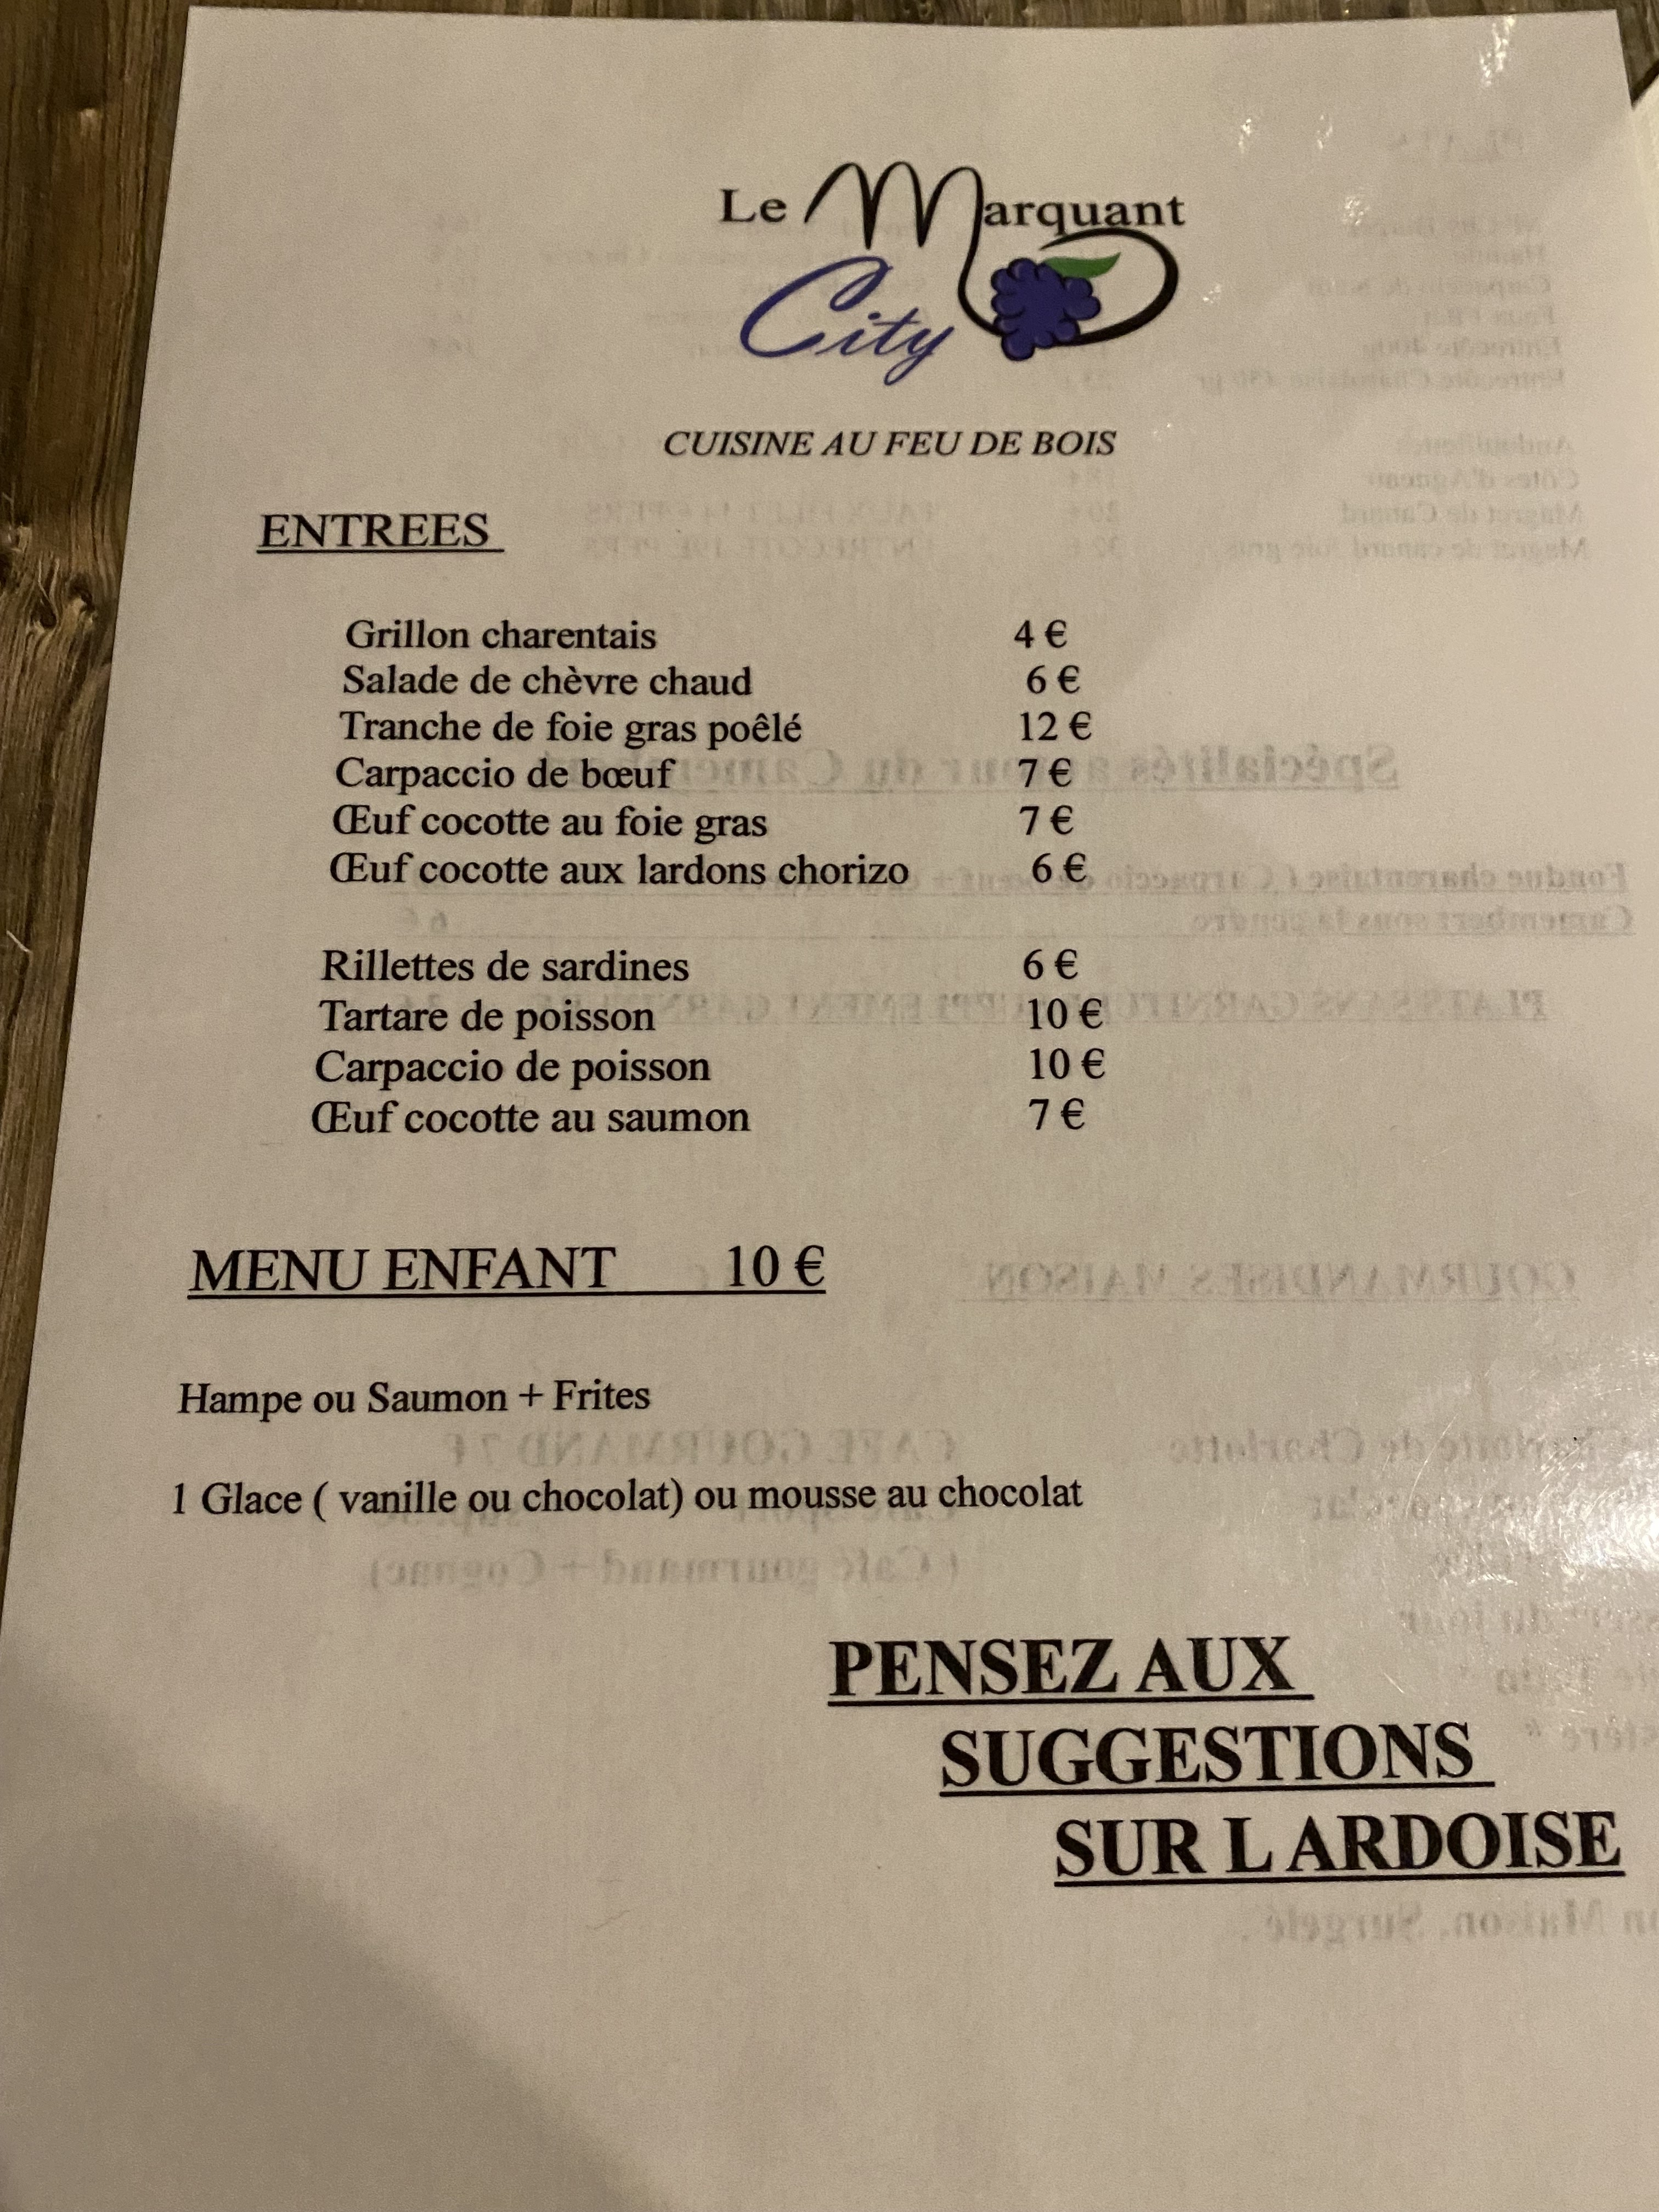 Le Marquant
City
CUISINE AU FEU DE BOIS
ENTREES
Grillon charentais 4 €
Salade de chèvre chaud 6 €
Tranche de foie gras poêlé 12 €
Carpaccio de bœuf 7 €
Œuf cocotte au foie gras 7 €
Œuf cocotte aux lardons chorizo 6 €
Rillettes de sardines 6 €
Tartare de poisson 10 €
Carpaccio de poisson 10 €
Œuf cocotte au saumon 7 €
MENU ENFANT 10 €
Hampe ou Saumon + Frites
1 Glace ( vanille ou chocolat) ou mousse au chocolat
PENSEZ AUX
SUGGESTIONS
SUR L ARDOISE